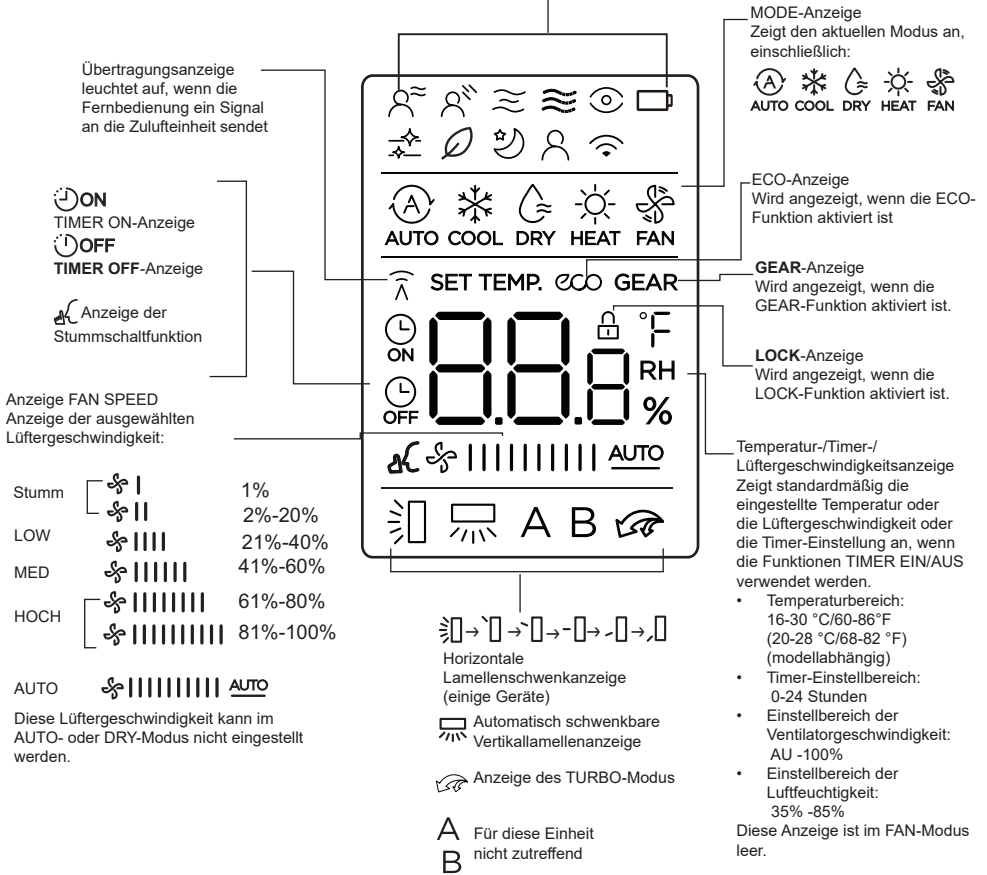 MODE-Anzeige
Zeigt den aktuellen Modus an,
einschließlich:
AUTO COOL DRY HEAT FAN
Übertragungsanzeige
leuchtet auf, wenn die
Fernbedienung ein Signal
an die Zulufteinheit sendet
ON
TIMER ON-Anzeige
OFF
TIMER OFF-Anzeige
Anzeige der
Stummschaltfunktion
Anzeige FAN SPEED
Anzeige der ausgewählten
Lüftergeschwindigkeit:
Stumm
1%
2%-20%
LOW
21%-40%
MED
41%-60%
HOCH
61%-80%
81%-100%
AUTO
AUTO
Diese Lüftergeschwindigkeit kann im
AUTO- oder DRY-Modus nicht eingestellt
werden.
A
AUTO COOL DRY HEAT FAN
SET TEMP. eco GEAR
ON
88.8
°F
RH
OFF
%
AUTO
A B
Horizontale
Lamellenschwenkanzeige
(einige Geräte)
Automatisch schwenkbare
Vertikallamellenanzeige
Anzeige des TURBO-Modus
A
B
Für diese Einheit
nicht zutreffend
ECO-Anzeige
Wird angezeigt, wenn die ECO-
Funktion aktiviert ist
GEAR-Anzeige
Wird angezeigt, wenn die
GEAR-Funktion aktiviert ist.
LOCK-Anzeige
Wird angezeigt, wenn die
LOCK-Funktion aktiviert ist.
Temperatur-/Timer-/
Lüftergeschwindigkeitsanzeige
Zeigt standardmäßig die
eingestellte Temperatur oder
die Lüftergeschwindigkeit oder
die Timer-Einstellung an, wenn
die Funktionen TIMER EIN/AUS
verwendet werden.
• Temperaturbereich:
16-30 °C/60-86°F
(20-28 °C/68-82 °F)
(modellabhängig)
• Timer-Einstellbereich:
0-24 Stunden
• Einstellbereich der
Ventilatorgeschwindigkeit:
AU -100%
• Einstellbereich der
Luftfeuchtigkeit:
35% -85%
Diese Anzeige ist im FAN-Modus
leer.